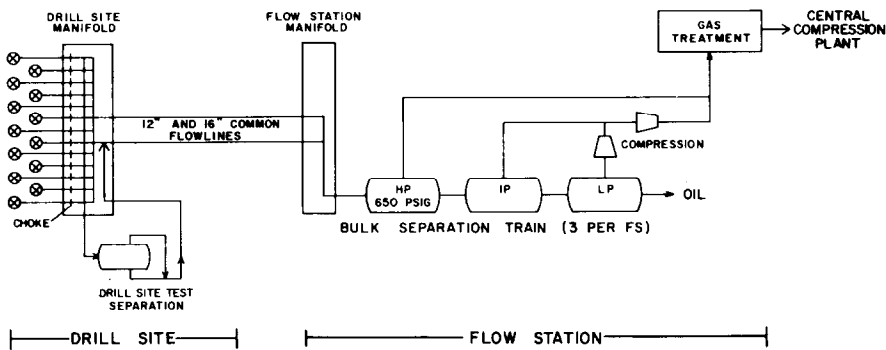 DRILL SITE
MANIFOLD
FLOW STATION
MANIFOLD
GAS
TREATMENT
CENTRAL
COMPRESSION
PLANT
12" AND 16" COMMON
FLOWLINES
COMPRESSION
HP
650 PSIG
IP
LP
OIL
CHOKE
BULK SEPARATION TRAIN (3 PER FS)
DRILL SITE TEST
SEPARATION
DRILL SITE
FLOW STATION